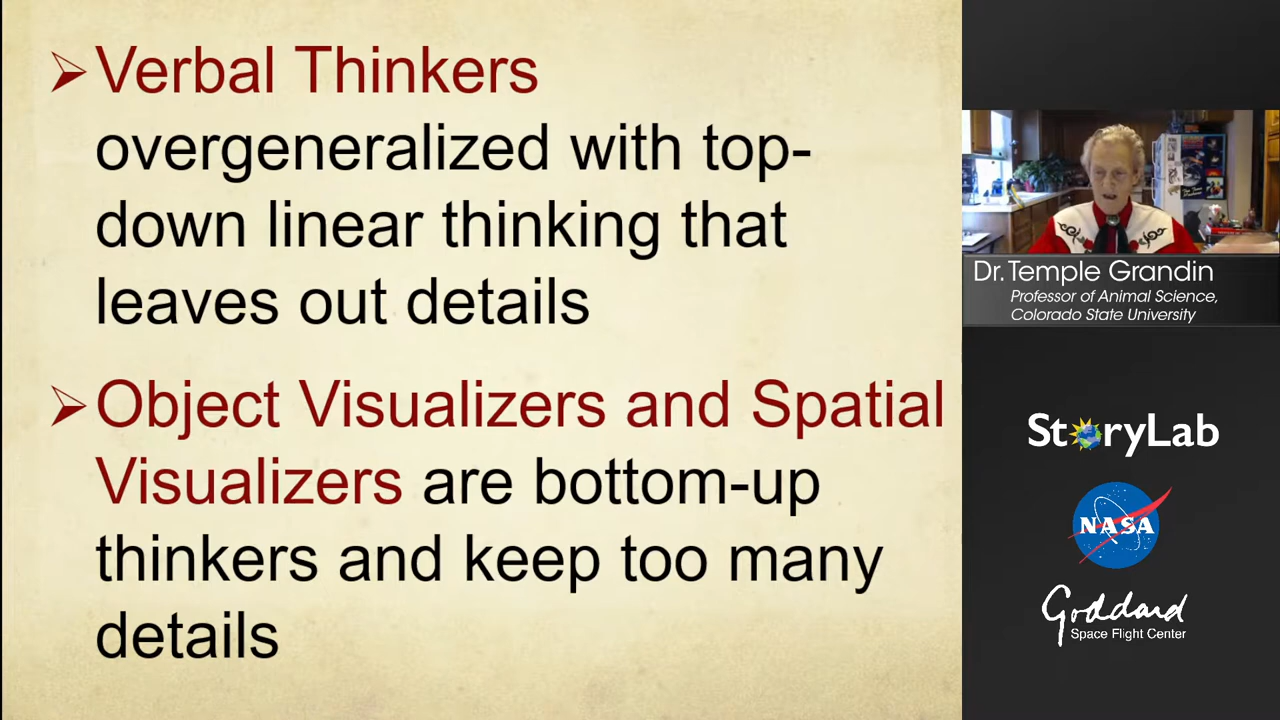 Verbal Thinkers
overgeneralized with top-
down linear thinking that
leaves out details
Object Visualizers and Spatial
Visualizers are bottom-up
thinkers and keep too many
details
Dr. Temple Grandin
Professor of Animal Science,
Colorado State University
StoryLab
NASA
Goddard
Space Flight Center